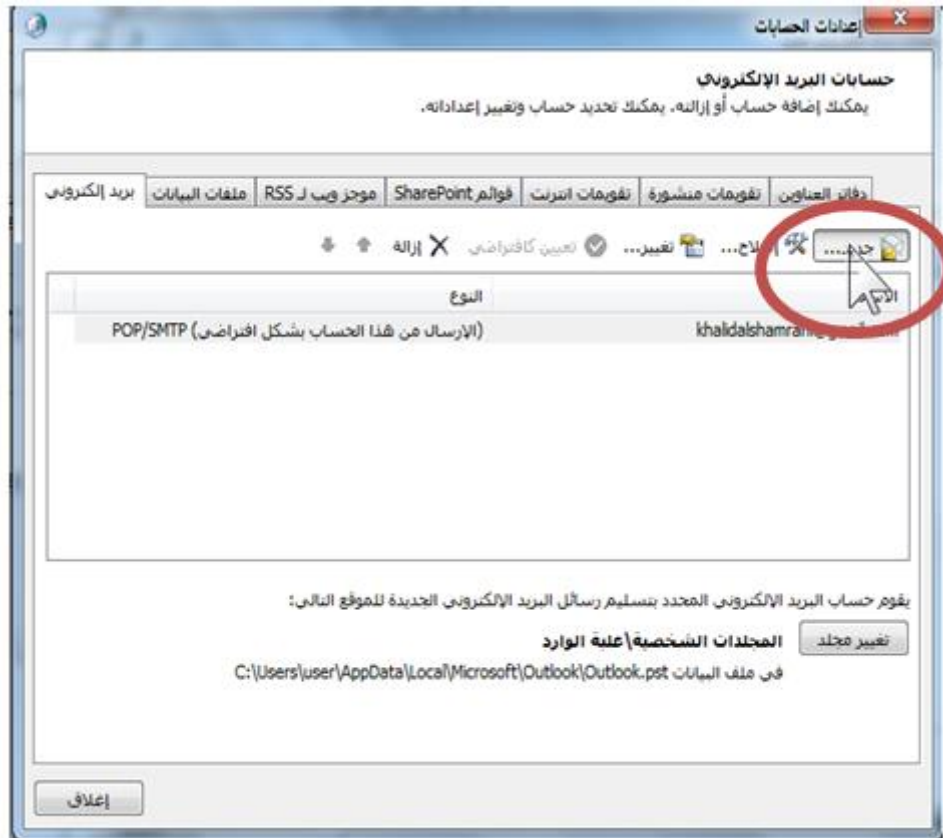 إعدادات الحسابات
حسابات البريد الإلكتروني
يمكنك إضافة حساب أو إزالته. يمكنك تحديد حساب وتغيير إعداداته.
بريد إلكتروني ملفات البيانات موجز ويب لـ RSS قوائم SharePoint تقويمات انترنت تقويمات منشورة دفاتر العناوين
تغيير... تعيين كافتراضي إزالة
النوع
khalidalshamrani POP/SMTP (الإرسال من هذا الحساب بشكل افتراضي)
يقوم حساب البريد الإلكتروني المحدد بتسليم رسائل البريد الإلكتروني الجديدة للموقع التالي:
تغيير مجلد المجلدات الشخصية\علبة الوارد
في ملف البيانات C:\Users\user\AppData\Local\Microsoft\Outlook\Outlook.pst
إغلاق